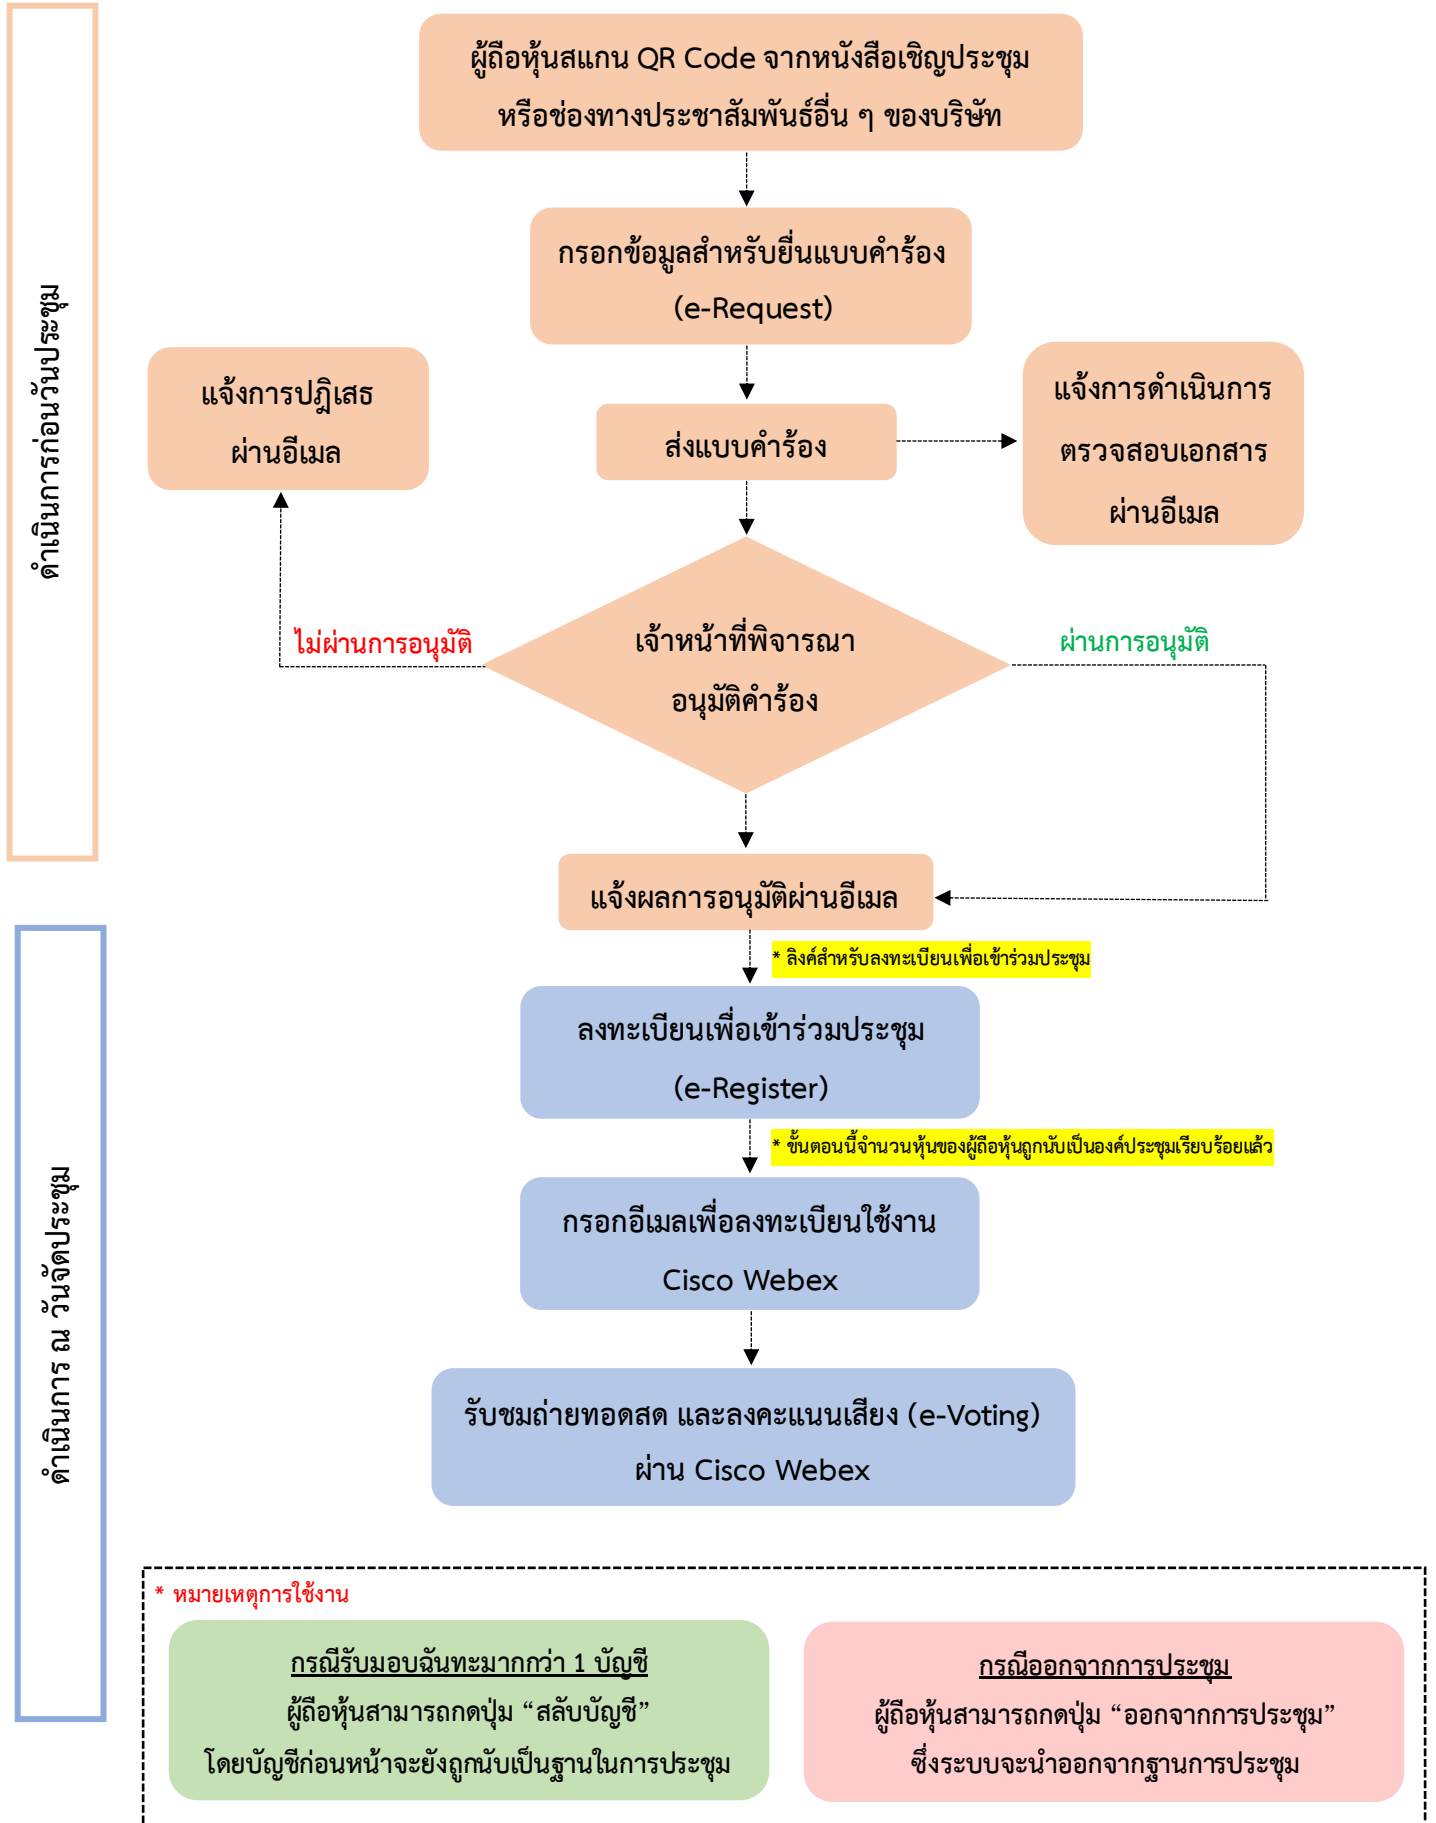 ดำเนินการก่อนวันประชุม
ผู้ถือหุ้นสแกน QR Code จากหนังสือเชิญประชุม
หรือช่องทางประชาสัมพันธ์อื่น ๆ ของบริษัท
กรอกข้อมูลสำหรับยื่นแบบคำร้อง
(e-Request)
แจ้งการปฎิเสธ
ผ่านอีเมล
ส่งแบบคำร้อง
แจ้งการดำเนินการ
ตรวจสอบเอกสาร
ผ่านอีเมล
ไม่ผ่านการอนุมัติ
เจ้าหน้าที่พิจารณา
อนุมัติคำร้อง
ผ่านการอนุมัติ
แจ้งผลการอนุมัติผ่านอีเมล
* ลิงค์สำหรับลงทะเบียนเพื่อเข้าร่วมประชุม
ดำเนินการ ณ วันจัดประชุม
ลงทะเบียนเพื่อเข้าร่วมประชุม
(e-Register)
* ขั้นตอนนี้จำนวนหุ้นของผู้ถือหุ้นถูกนับเป็นองค์ประชุมเรียบร้อยแล้ว
กรอกอีเมลเพื่อลงทะเบียนใช้งาน
Cisco Webex
รับชมถ่ายทอดสด และลงคะแนนเสียง (e-Voting)
ผ่าน Cisco Webex
* หมายเหตุการใช้งาน
กรณีรับมอบฉันทะมากกว่า 1 บัญชี
ผู้ถือหุ้นสามารถกดปุ่ม “สลับบัญชี”
โดยบัญชีก่อนหน้าจะยังถูกนับเป็นฐานในการประชุม
กรณีออกจากการประชุม
ผู้ถือหุ้นสามารถกดปุ่ม “ออกจากการประชุม”
ซึ่งระบบจะนำออกจากฐานการประชุม